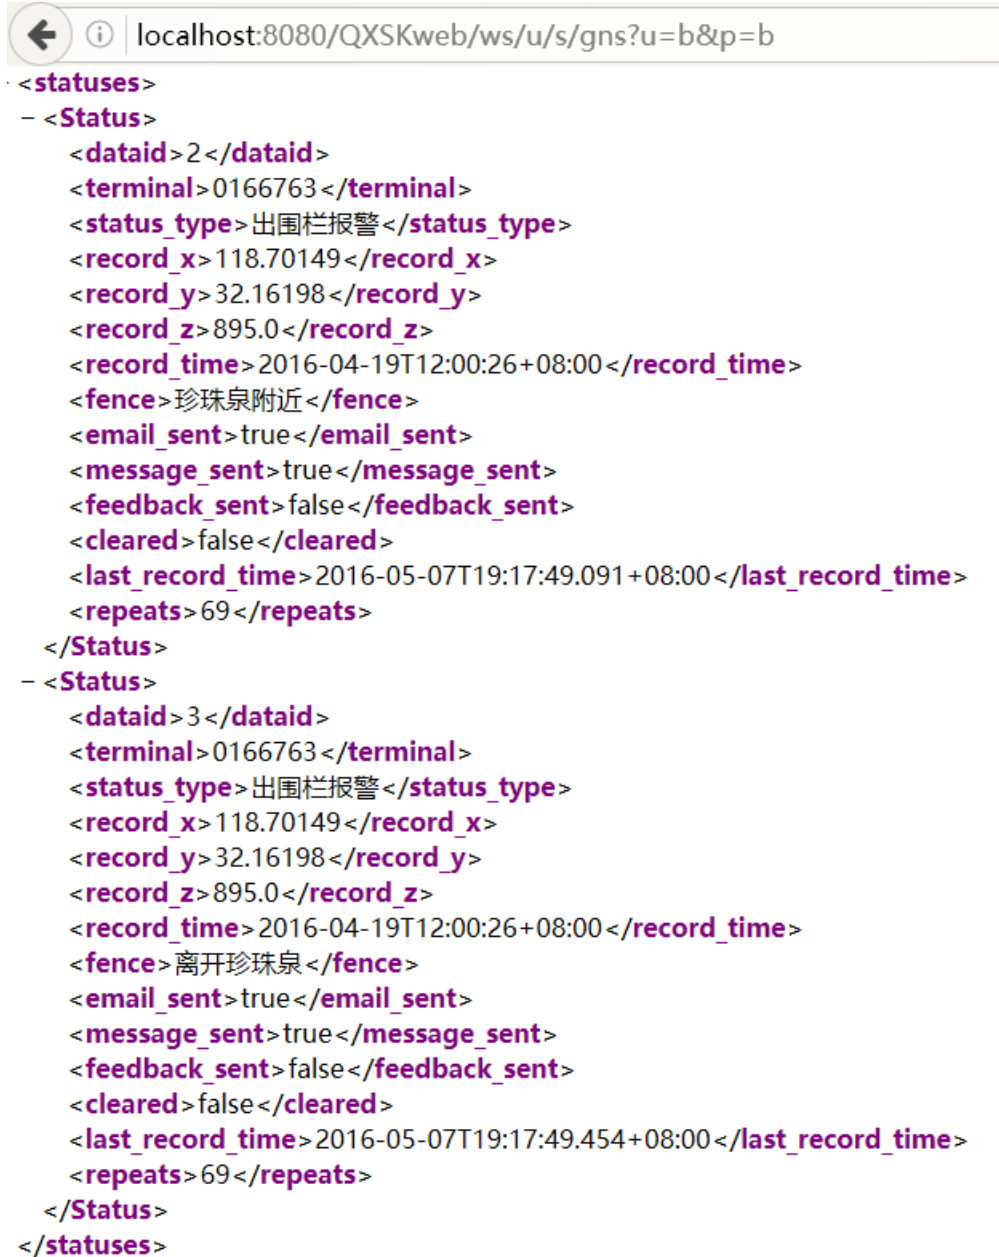 localhost:8080/QXSKweb/ws/u/s/gns?u=b&p=b
<statuses>
− <Status>
<dataid>2</dataid>
<terminal>0166763</terminal>
<status_type>出围栏报警</status_type>
<record_x>118.70149</record_x>
<record_y>32.16198</record_y>
<record_z>895.0</record_z>
<record_time>2016-04-19T12:00:26+08:00</record_time>
<fence>珍珠泉附近</fence>
<email_sent>true</email_sent>
<message_sent>true</message_sent>
<feedback_sent>false</feedback_sent>
<cleared>false</cleared>
<last_record_time>2016-05-07T19:17:49.091+08:00</last_record_time>
<repeats>69</repeats>
</Status>
− <Status>
<dataid>3</dataid>
<terminal>0166763</terminal>
<status_type>出围栏报警</status_type>
<record_x>118.70149</record_x>
<record_y>32.16198</record_y>
<record_z>895.0</record_z>
<record_time>2016-04-19T12:00:26+08:00</record_time>
<fence>离开珍珠泉</fence>
<email_sent>true</email_sent>
<message_sent>true</message_sent>
<feedback_sent>false</feedback_sent>
<cleared>false</cleared>
<last_record_time>2016-05-07T19:17:49.454+08:00</last_record_time>
<repeats>69</repeats>
</Status>
</statuses>